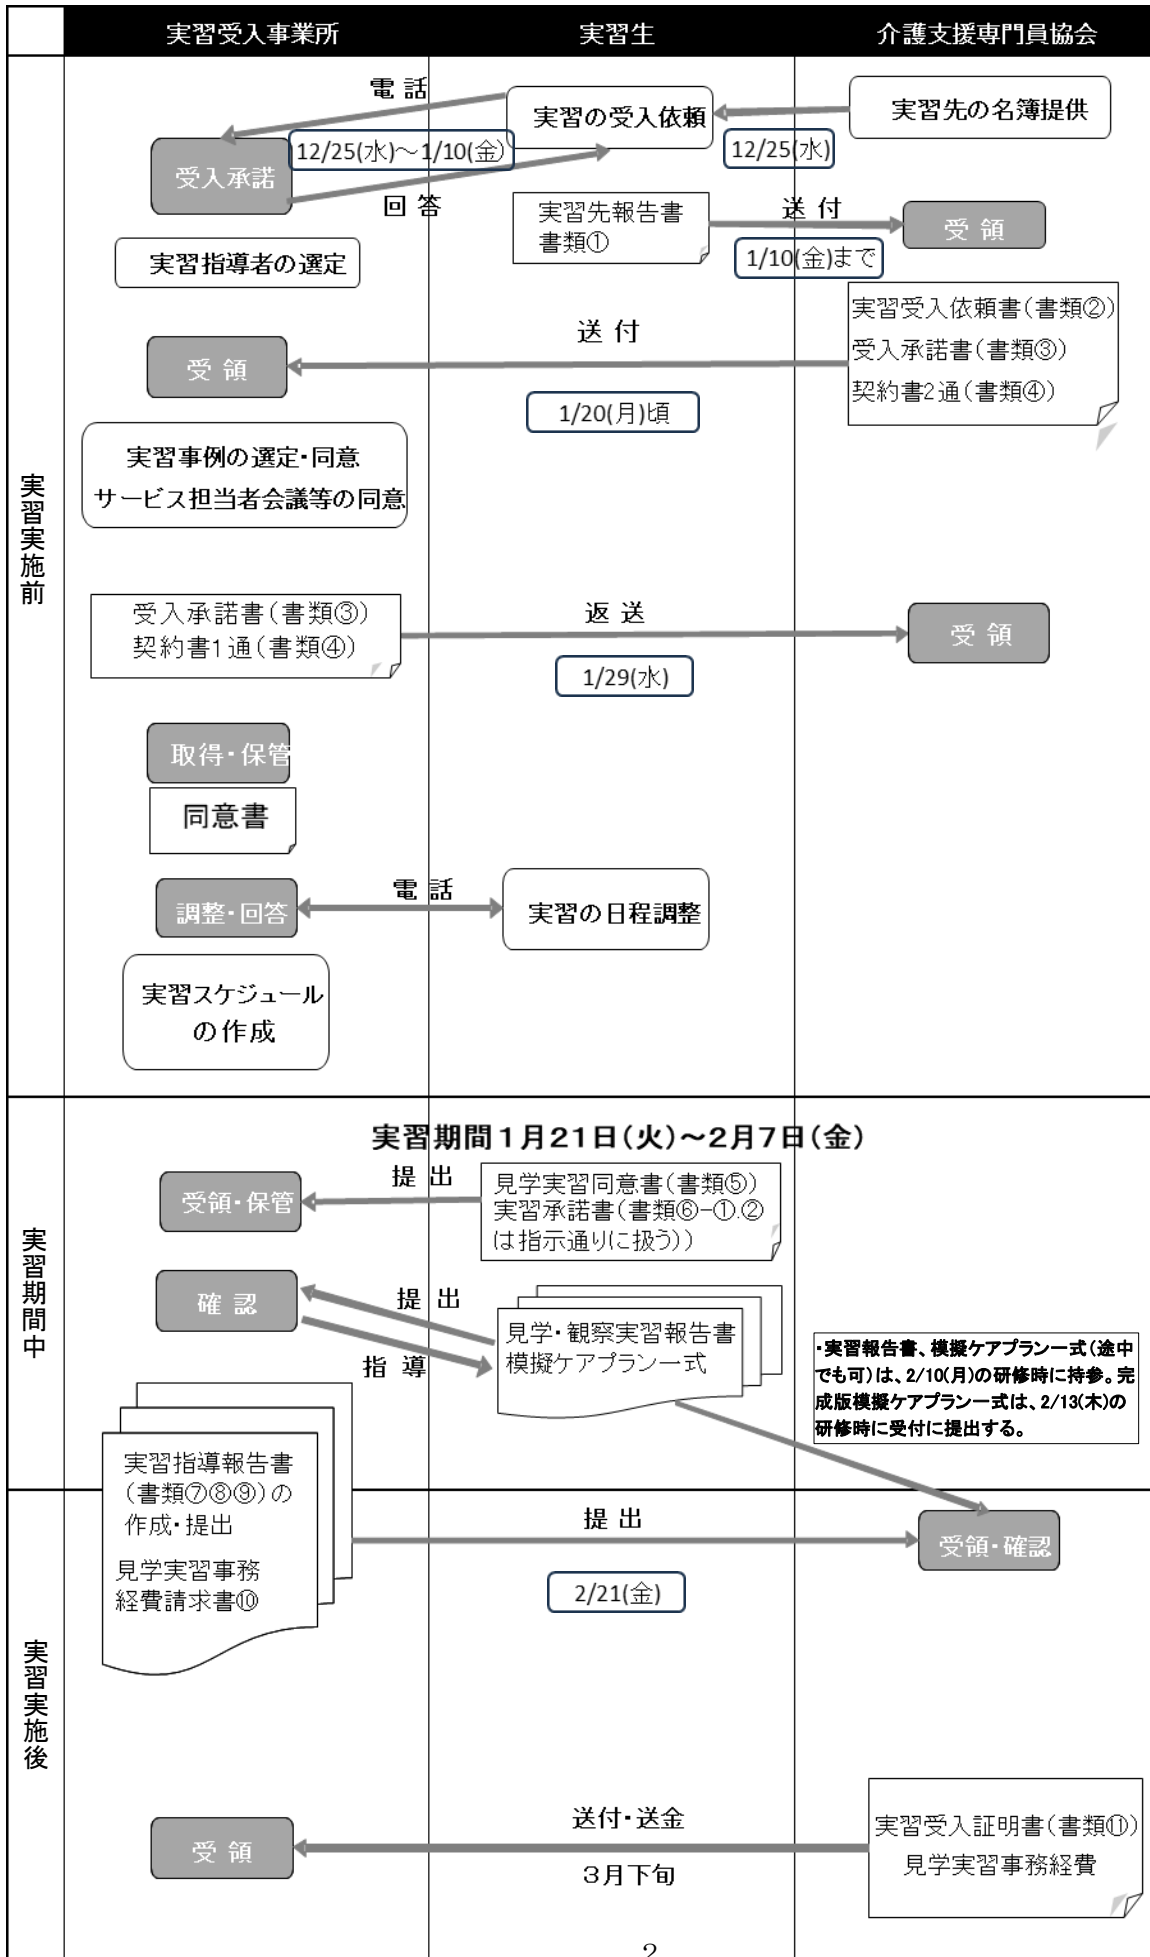 実習受入事業所
実習生
介護支援専門員協会
実習実施前
電話
実習の受入依頼
実習先の名簿提供
12/25(水)～1/10(金)
12/25(水)
受入承諾
回答
実習先報告書
書類①
送付
受領
1/10(金)まで
実習指導者の選定
実習受入依頼書(書類②)
受入承諾書(書類③)
契約書2通(書類④)
送付
受領
1/20(月)頃
実習事例の選定・同意
サービス担当者会議等の同意
受入承諾書(書類③)
契約書1通(書類④)
返送
受領
1/29(水)
取得・保管
同意書
電話
調整・回答
実習の日程調整
実習スケジュール
の作成
実習期間中
実習期間1月21日(火)～2月7日(金)
提出
受領・保管
見学実習同意書(書類⑤)
実習承諾書(書類⑥-①.②
は指示通りに扱う))
確認
提出
指導
見学・観察実習報告書
模擬ケアプラン一式
・実習報告書、模擬ケアプラン一式(途中
でも可)は、2/10(月)の研修時に持参。完
成版模擬ケアプラン一式は、2/13(木)の
研修時に受付に提出する。
実習指導報告書
(書類⑦⑧⑨)の
作成・提出
見学実習事務
経費請求書⑩
実習実施後
提出
受領・確認
2/21(金)
送付・送金
受領
3月下旬
実習受入証明書(書類⑪)
見学実習事務経費
2